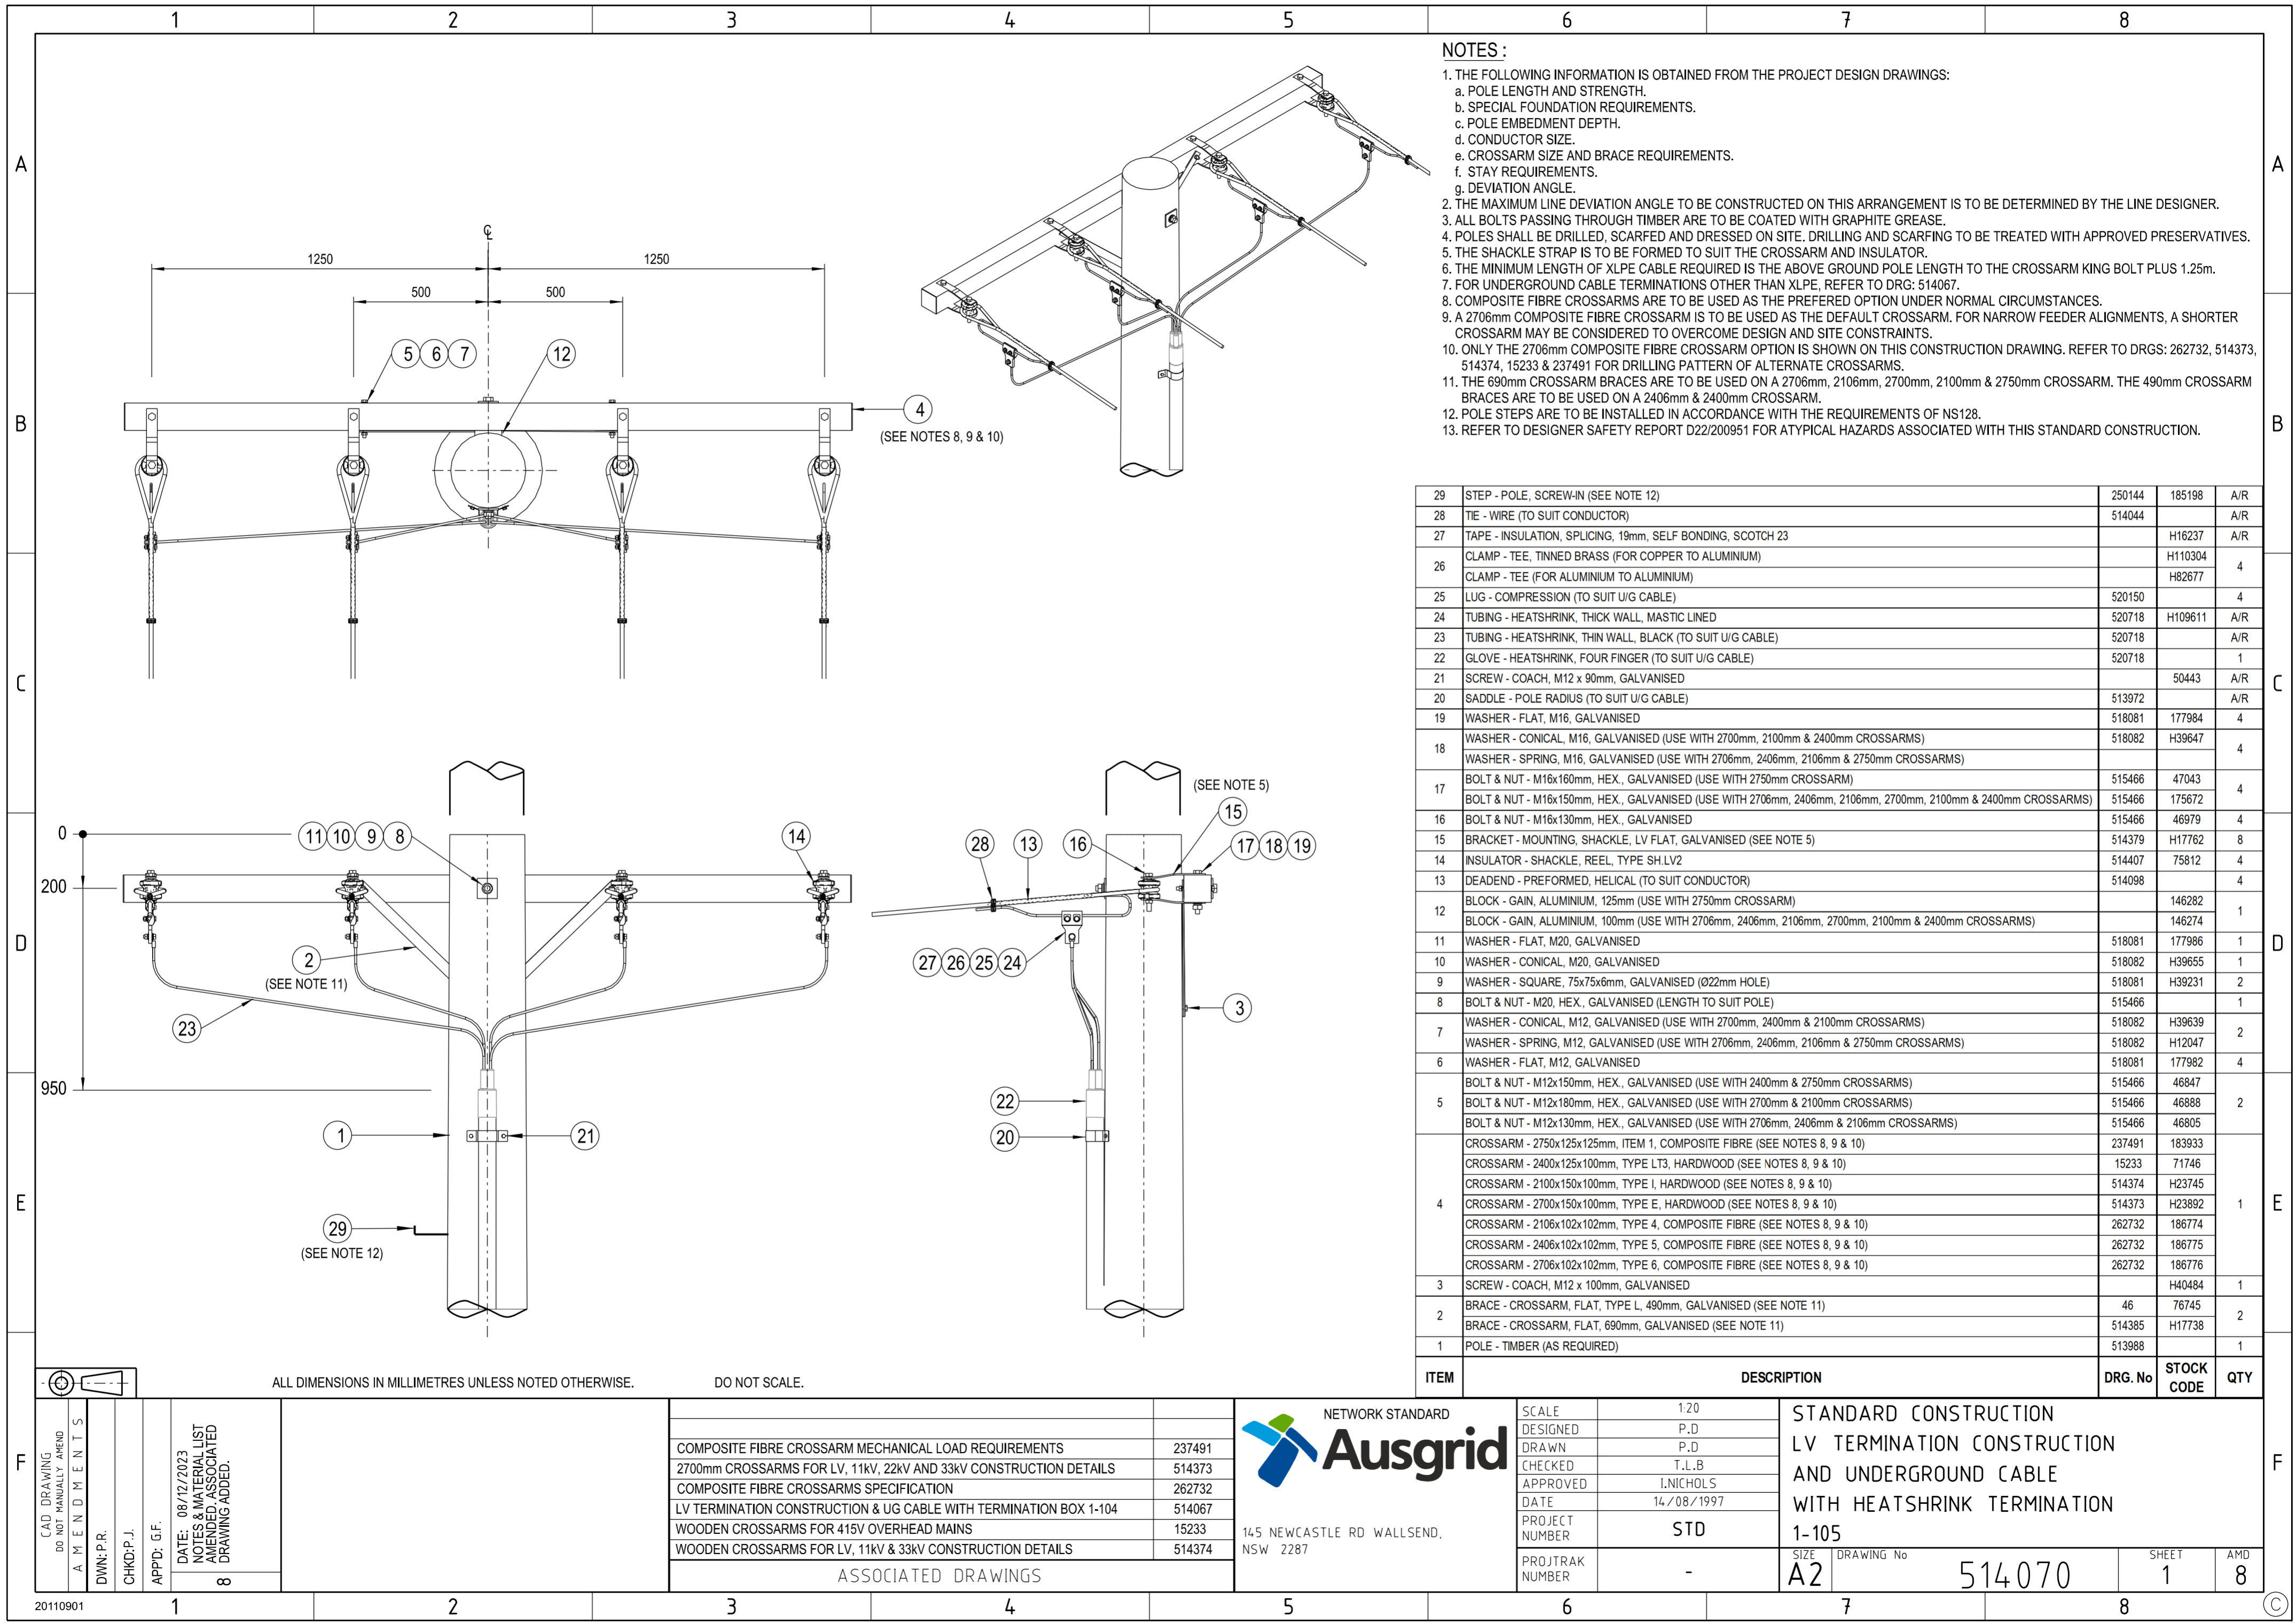 1 2 3 4 5 6 7 8
A
B
C
D
E
F
A
B
C
D
E
F
NOTES :
1. THE FOLLOWING INFORMATION IS OBTAINED FROM THE PROJECT DESIGN DRAWINGS:
a. POLE LENGTH AND STRENGTH.
b. SPECIAL FOUNDATION REQUIREMENTS.
c. POLE EMBEDMENT DEPTH.
d. CONDUCTOR SIZE.
e. CROSSARM SIZE AND BRACE REQUIREMENTS.
f. STAY REQUIREMENTS.
g. DEVIATION ANGLE.
2. THE MAXIMUM LINE DEVIATION ANGLE TO BE CONSTRUCTED ON THIS ARRANGEMENT IS TO BE DETERMINED BY THE LINE DESIGNER.
3. ALL BOLTS PASSING THROUGH TIMBER ARE TO BE COATED WITH GRAPHITE GREASE.
4. POLES SHALL BE DRILLED, SCARFED AND DRESSED ON SITE. DRILLING AND SCARFING TO BE TREATED WITH APPROVED PRESERVATIVES.
5. THE SHACKLE STRAP IS TO BE FORMED TO SUIT THE CROSSARM AND INSULATOR.
6. THE MINIMUM LENGTH OF XLPE CABLE REQUIRED IS THE ABOVE GROUND POLE LENGTH TO THE CROSSARM KING BOLT PLUS 1.25m.
7. FOR UNDERGROUND CABLE TERMINATIONS OTHER THAN XLPE, REFER TO DRG: 514067.
8. COMPOSITE FIBRE CROSSARMS ARE TO BE USED AS THE PREFERED OPTION UNDER NORMAL CIRCUMSTANCES.
9. A 2706mm COMPOSITE FIBRE CROSSARM IS TO BE USED AS THE DEFAULT CROSSARM. FOR NARROW FEEDER ALIGNMENTS, A SHORTER
CROSSARM MAY BE CONSIDERED TO OVERCOME DESIGN AND SITE CONSTRAINTS.
10. ONLY THE 2706mm COMPOSITE FIBRE CROSSARM OPTION IS SHOWN ON THIS CONSTRUCTION DRAWING. REFER TO DRGS: 262732, 514373,
514374, 15233 & 237491 FOR DRILLING PATTERN OF ALTERNATE CROSSARMS.
11. THE 690mm CROSSARM BRACES ARE TO BE USED ON A 2706mm, 2106mm, 2700mm, 2100mm & 2750mm CROSSARM. THE 490mm CROSSARM
BRACES ARE TO BE USED ON A 2406mm & 2400mm CROSSARM.
12. POLE STEPS ARE TO BE INSTALLED IN ACCORDANCE WITH THE REQUIREMENTS OF NS128.
13. REFER TO DESIGNER SAFETY REPORT D22/200951 FOR ATYPICAL HAZARDS ASSOCIATED WITH THIS STANDARD CONSTRUCTION.
℄
1250 1250
500 500
5 6 7 12
4
(SEE NOTES 8, 9 & 10)
0
200
950
11 10 9 8 14
2
(SEE NOTE 11)
23
1
21
29
(SEE NOTE 12)
(SEE NOTE 5)
15
28 13 16 17 18 19
27 26 25 24
3
22
20
29 STEP - POLE, SCREW-IN (SEE NOTE 12) 250144 185198 A/R
28 TIE - WIRE (TO SUIT CONDUCTOR) 514044 A/R
27 TAPE - INSULATION, SPLICING, 19mm, SELF BONDING, SCOTCH 23 H16237 A/R
26 CLAMP - TEE, TINNED BRASS (FOR COPPER TO ALUMINIUM) H110304 4
CLAMP - TEE (FOR ALUMINIUM TO ALUMINIUM) H82677
25 LUG - COMPRESSION (TO SUIT U/G CABLE) 520150 4
24 TUBING - HEATSHRINK, THICK WALL, MASTIC LINED 520718 H109611 A/R
23 TUBING - HEATSHRINK, THIN WALL, BLACK (TO SUIT U/G CABLE) 520718 A/R
22 GLOVE - HEATSHRINK, FOUR FINGER (TO SUIT U/G CABLE) 520718 1
21 SCREW - COACH, M12 x 90mm, GALVANISED 50443 A/R
20 SADDLE - POLE RADIUS (TO SUIT U/G CABLE) 513972 A/R
19 WASHER - FLAT, M16, GALVANISED 518081 177984 4
18 WASHER - CONICAL, M16, GALVANISED (USE WITH 2700mm, 2100mm & 2400mm CROSSARMS) 518082 H39647 4
WASHER - SPRING, M16, GALVANISED (USE WITH 2706mm, 2406mm, 2106mm & 2750mm CROSSARMS)
17 BOLT & NUT - M16x160mm, HEX., GALVANISED (USE WITH 2750mm CROSSARM) 515466 47043 4
BOLT & NUT - M16x150mm, HEX., GALVANISED (USE WITH 2706mm, 2406mm, 2106mm, 2700mm, 2100mm & 2400mm CROSSARMS) 515466 175672
16 BOLT & NUT - M16x130mm, HEX., GALVANISED 515466 46979 4
15 BRACKET - MOUNTING, SHACKLE, LV FLAT, GALVANISED (SEE NOTE 5) 514379 H17762 8
14 INSULATOR - SHACKLE, REEL, TYPE SH.LV2 514407 75812 4
13 DEADEND - PREFORMED, HELICAL (TO SUIT CONDUCTOR) 514098 4
12 BLOCK - GAIN, ALUMINIUM, 125mm (USE WITH 2750mm CROSSARM) 146282 1
BLOCK - GAIN, ALUMINIUM, 100mm (USE WITH 2706mm, 2406mm, 2106mm, 2700mm, 2100mm & 2400mm CROSSARMS) 146274
11 WASHER - FLAT, M20, GALVANISED 518081 177986 1
10 WASHER - CONICAL, M20, GALVANISED 518082 H39655 1
9 WASHER - SQUARE, 75x75x6mm, GALVANISED (Ø22mm HOLE) 518081 H39231 2
8 BOLT & NUT - M20, HEX., GALVANISED (LENGTH TO SUIT POLE) 515466 1
7 WASHER - CONICAL, M12, GALVANISED (USE WITH 2700mm, 2400mm & 2100mm CROSSARMS) 518082 H39639 2
WASHER - SPRING, M12, GALVANISED (USE WITH 2706mm, 2406mm, 2106mm & 2750mm CROSSARMS) 518082 H12047
6 WASHER - FLAT, M12, GALVANISED 518081 177982 4
5 BOLT & NUT - M12x150mm, HEX., GALVANISED (USE WITH 2400mm & 2750mm CROSSARMS) 515466 46847 2
BOLT & NUT - M12x180mm, HEX., GALVANISED (USE WITH 2700mm & 2100mm CROSSARMS) 515466 46888
BOLT & NUT - M12x130mm, HEX., GALVANISED (USE WITH 2706mm, 2406mm & 2106mm CROSSARMS) 515466 46805
4 CROSSARM - 2750x125x125mm, ITEM 1, COMPOSITE FIBRE (SEE NOTES 8, 9 & 10) 237491 183933 1
CROSSARM - 2400x125x100mm, TYPE LT3, HARDWOOD (SEE NOTES 8, 9 & 10) 15233 71746
CROSSARM - 2100x150x100mm, TYPE I, HARDWOOD (SEE NOTES 8, 9 & 10) 514374 H23745
CROSSARM - 2700x150x100mm, TYPE E, HARDWOOD (SEE NOTES 8, 9 & 10) 514373 H23892
CROSSARM - 2106x102x102mm, TYPE 4, COMPOSITE FIBRE (SEE NOTES 8, 9 & 10) 262732 186774
CROSSARM - 2406x102x102mm, TYPE 5, COMPOSITE FIBRE (SEE NOTES 8, 9 & 10) 262732 186775
CROSSARM - 2706x102x102mm, TYPE 6, COMPOSITE FIBRE (SEE NOTES 8, 9 & 10) 262732 186776
3 SCREW - COACH, M12 x 100mm, GALVANISED H40484 1
2 BRACE - CROSSARM, FLAT, TYPE L, 490mm, GALVANISED (SEE NOTE 11) 46 76745 2
BRACE - CROSSARM, FLAT, 690mm, GALVANISED (SEE NOTE 11) 514385 H17738
1 POLE - TIMBER (AS REQUIRED) 513988 1
ITEM DESCRIPTION DRG. No STOCK CODE QTY
ALL DIMENSIONS IN MILLIMETRES UNLESS NOTED OTHERWISE. DO NOT SCALE.
CAD DRAWING
DO NOT MANUALLY AMEND
AMENDMENTS
DWN: P.R.
CHKD:P.J.
APP'D: G.F.
DATE: 08/12/2023
NOTES & MATERIAL LIST
AMENDED. ASSOCIATED
DRAWING ADDED.
8
COMPOSITE FIBRE CROSSARM MECHANICAL LOAD REQUIREMENTS 237491
2700mm CROSSARMS FOR LV, 11kV, 22kV AND 33kV CONSTRUCTION DETAILS 514373
COMPOSITE FIBRE CROSSARMS SPECIFICATION 262732
LV TERMINATION CONSTRUCTION & UG CABLE WITH TERMINATION BOX 1-104 514067
WOODEN CROSSARMS FOR 415V OVERHEAD MAINS 15233
WOODEN CROSSARMS FOR LV, 11kV & 33kV CONSTRUCTION DETAILS 514374
ASSOCIATED DRAWINGS
NETWORK STANDARD
Ausgrid
145 NEWCASTLE RD WALLSEND,
NSW 2287
SCALE 1:20
DESIGNED P.D
DRAWN P.D
CHECKED T.L.B
APPROVED I.NICHOLS
DATE 14/08/1997
PROJECT NUMBER STD
PROJTRAK NUMBER -
STANDARD CONSTRUCTION
LV TERMINATION CONSTRUCTION
AND UNDERGROUND CABLE
WITH HEATSHRINK TERMINATION
1-105
SIZE A2 DRAWING No 514070 SHEET 1 AMD 8
20110901
1 2 3 4 5 6 7 8
©